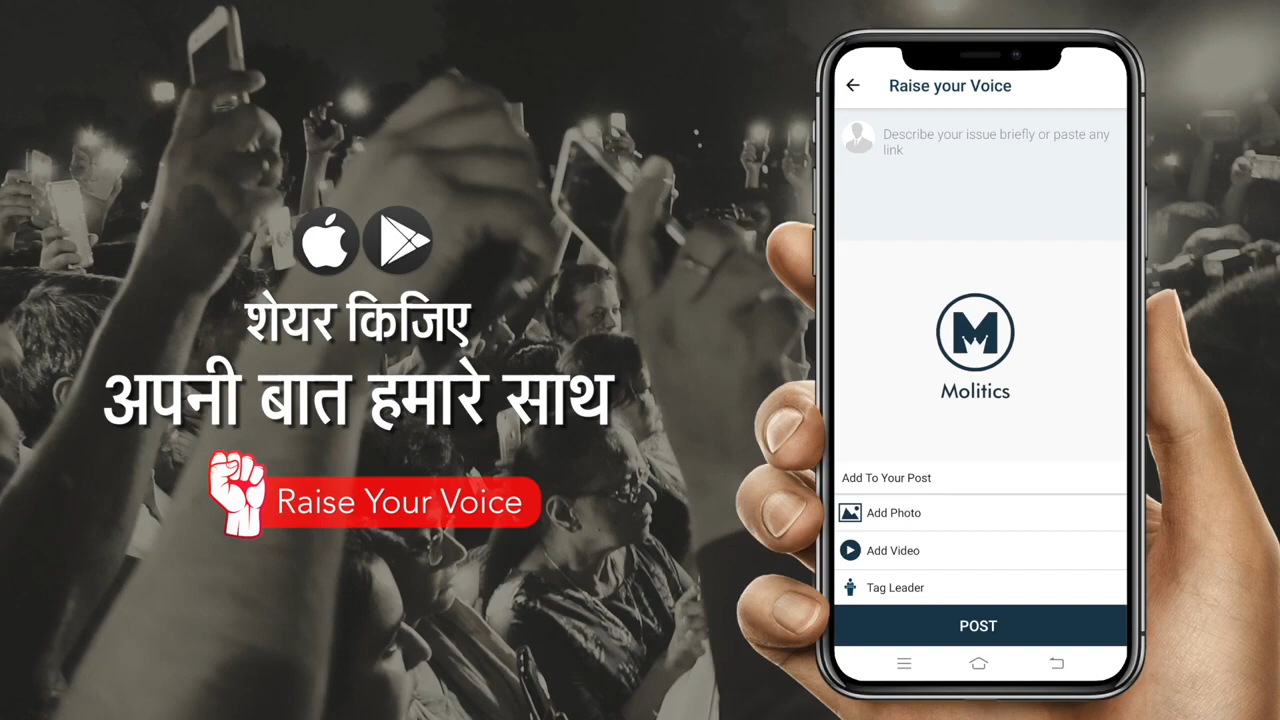 शेयर किजिए
अपनी बात हमारे साथ
Raise Your Voice
Raise your Voice
Describe your issue briefly or paste any
link
M
Molitics
Add To Your Post
Add Photo
Add Video
Tag Leader
POST